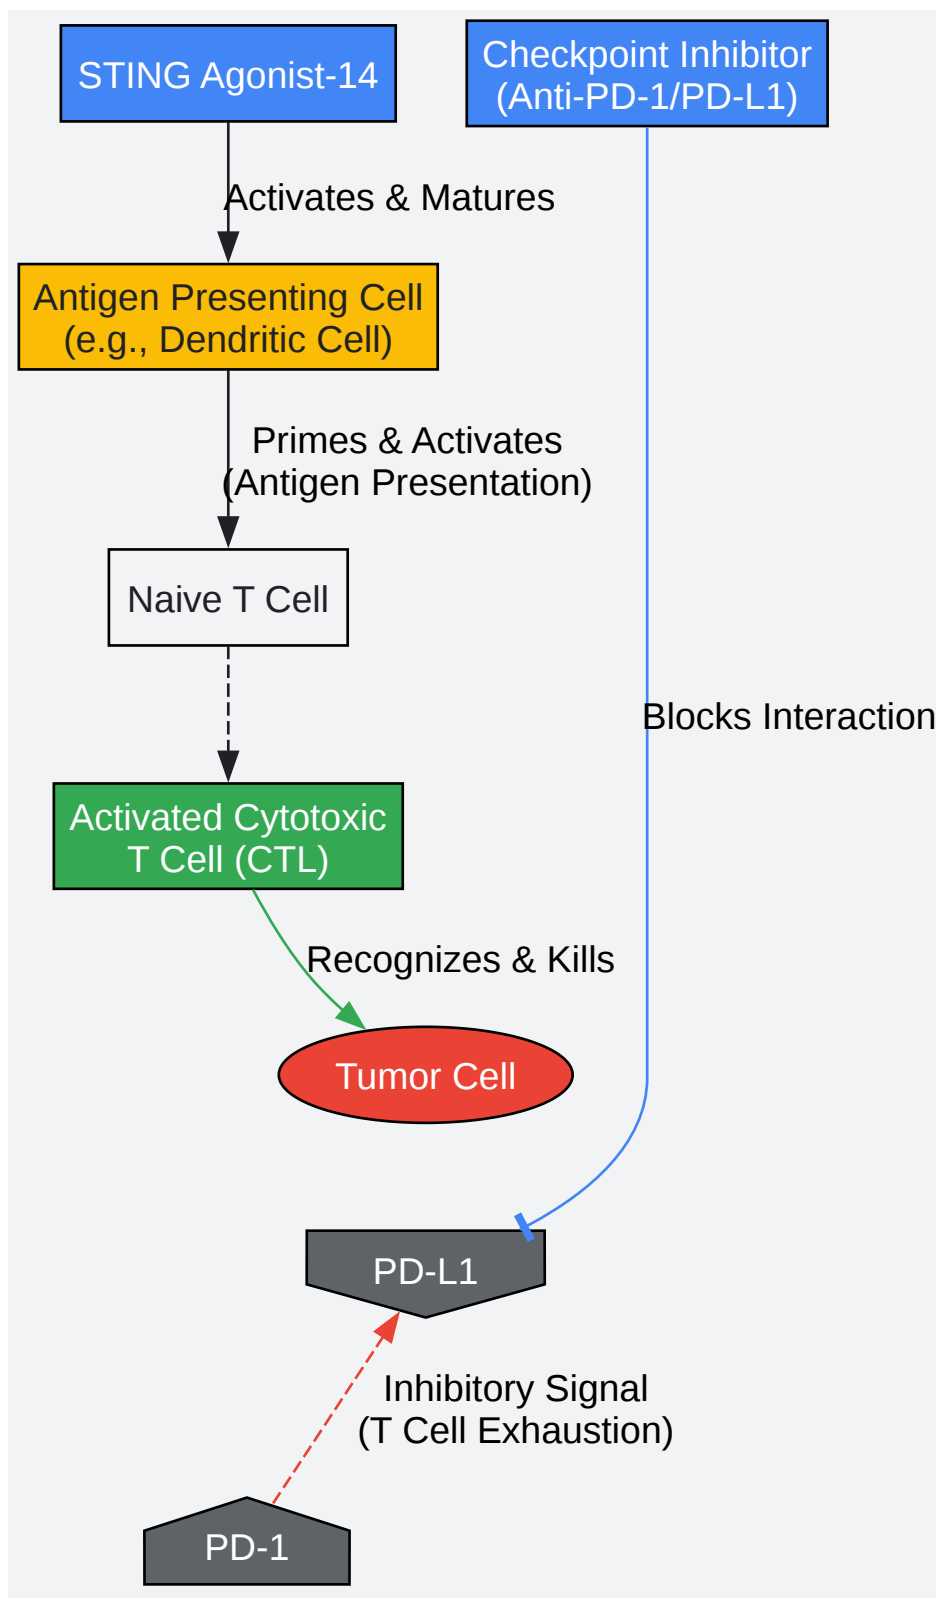 STING Agonist-14
Checkpoint Inhibitor
(Anti-PD-1/PD-L1)
Activates & Matures
Antigen Presenting Cell
(e.g., Dendritic Cell)
Primes & Activates
(Antigen Presentation)
Naive T Cell
Blocks Interaction
Activated Cytotoxic
T Cell (CTL)
Recognizes & Kills
Tumor Cell
PD-L1
Inhibitory Signal
(T Cell Exhaustion)
PD-1